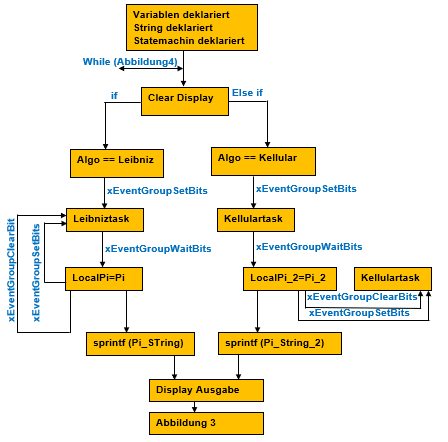 Variablen deklariert
String deklariert
Statemachin deklariert
While (Abbildung4)
Clear Display
if
Else if
Algo == Leibniz
Algo == Kellular
xEventGroupSetBits
xEventGroupSetBits
Leibniztask
Kellulartask
xEventGroupClearBit
xEventGroupSetBits
xEventGroupWaitBits
xEventGroupWaitBits
LocalPi=Pi
LocalPi_2=Pi_2
Kellulartask
xEventGroupClearBits
xEventGroupSetBits
sprintf (Pi_STring)
sprintf (Pi_String_2)
Display Ausgabe
Abbildung 3